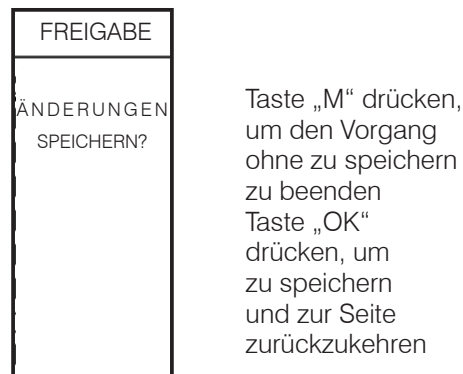 FREIGABE
ÄNDERUNGEN
SPEICHERN?
Taste „M“ drücken,
um den Vorgang
ohne zu speichern
zu beenden
Taste „OK“
drücken, um
zu speichern
und zur Seite
zurückzukehren